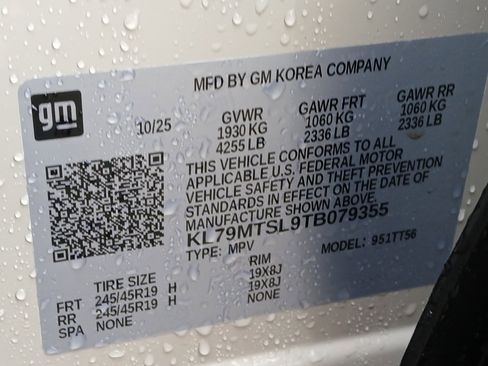 MFD BY GM KOREA COMPANY
gm
10/25 GVWR GAWR FRT GAWR RR
1930 KG 1060 KG 1060 KG
4255 LB 2336 LB 2336 LB
THIS VEHICLE CONFORMS TO ALL
APPLICABLE U.S. FEDERAL MOTOR
VEHICLE SAFETY AND THEFT PREVENTION
STANDARDS IN EFFECT ON THE DATE OF
MANUFACTURE SHOWN ABOVE.
KL79MTSL9TB079355
TYPE: MPV MODEL: 951TT56
TIRE SIZE RIM
FRT 245/45R19 H 19X8J
RR 245/45R19 H 19X8J
SPA NONE NONE